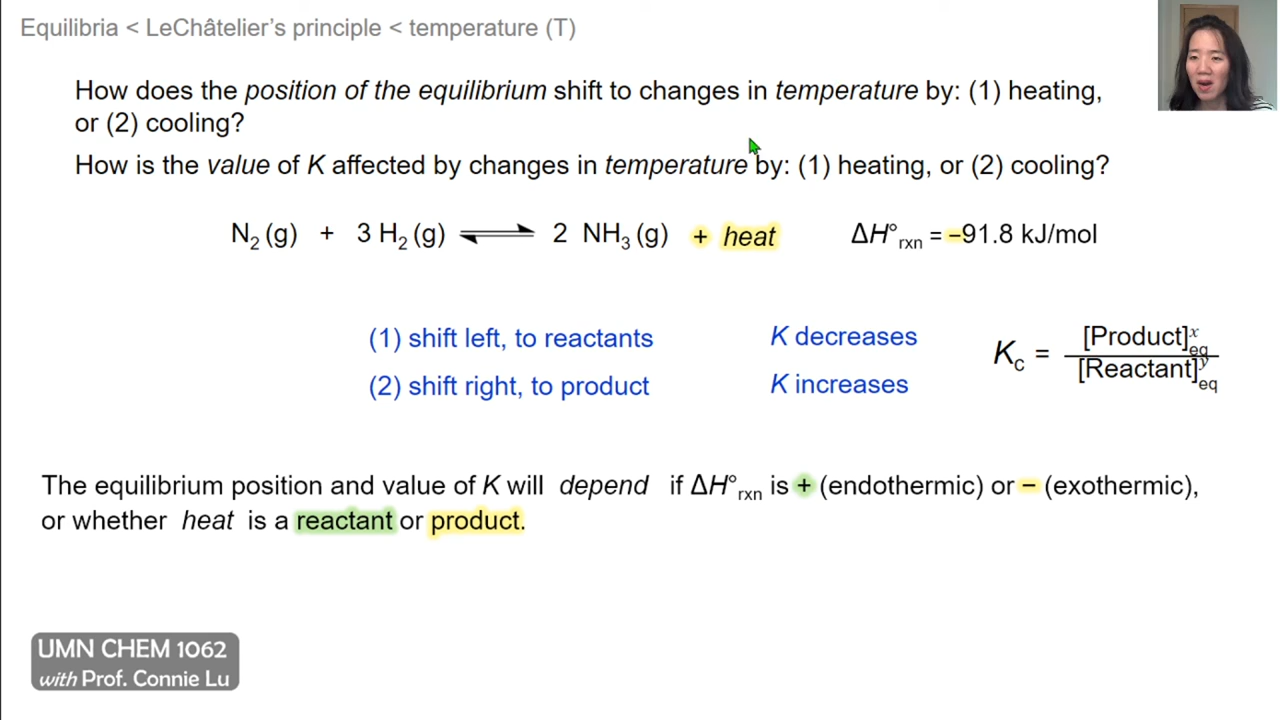 Equilibria < LeChâtelier’s principle < temperature (T)
How does the position of the equilibrium shift to changes in temperature by: (1) heating,
or (2) cooling?
How is the value of K affected by changes in temperature by: (1) heating, or (2) cooling?
N₂ (g) + 3 H₂ (g) ⇌ 2 NH₃ (g) + heat ΔH°rxn = –91.8 kJ/mol
(1) shift left, to reactants K decreases
(2) shift right, to product K increases
Kc = [Product]ˣeq / [Reactant]ʸeq
The equilibrium position and value of K will depend if ΔH°rxn is + (endothermic) or – (exothermic),
or whether heat is a reactant or product.
UMN CHEM 1062
with Prof. Connie Lu